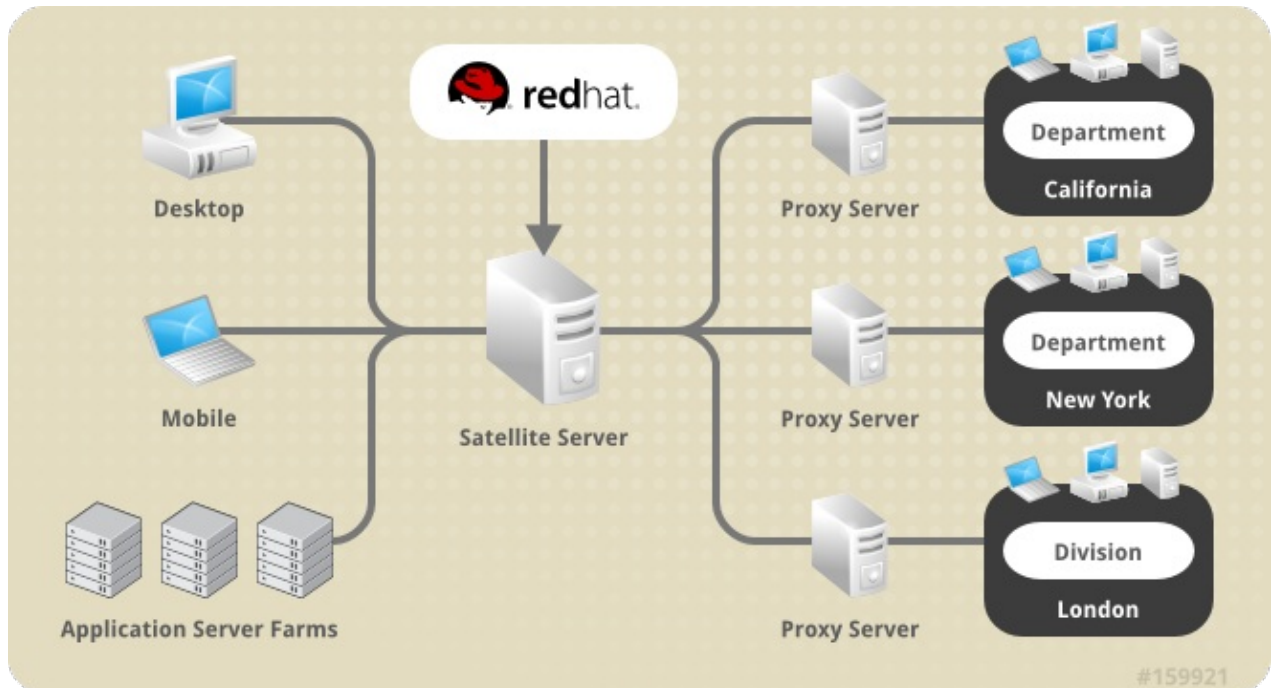 redhat.
Desktop
Mobile
Application Server Farms
Satellite Server
Proxy Server
Department
California
Proxy Server
Department
New York
Proxy Server
Division
London
#159921